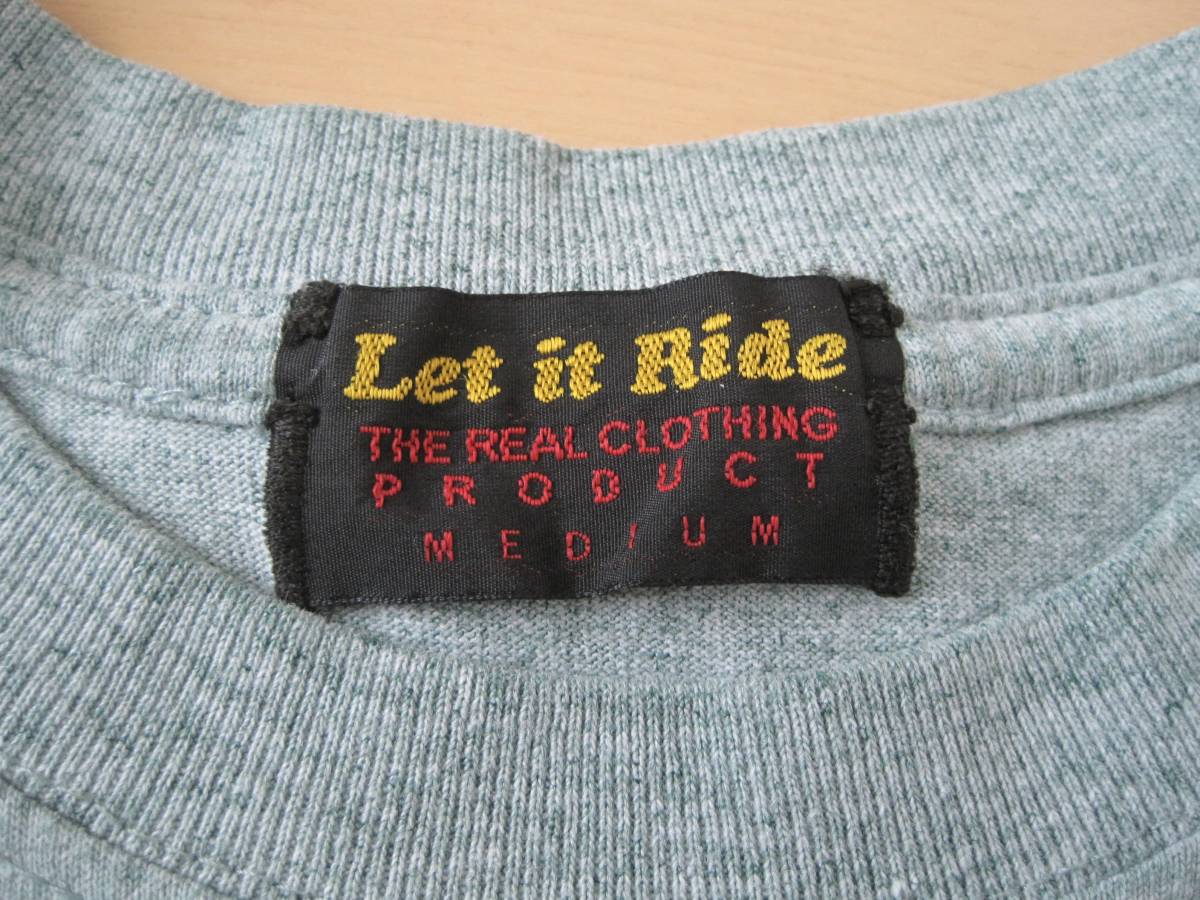 Let it Ride
THE REAL CLOTHING
PRODUCT
MEDIUM